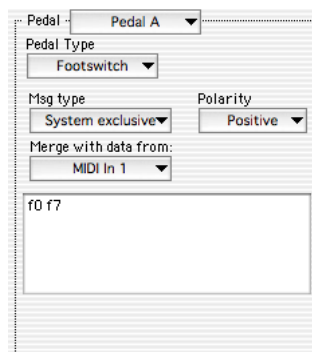 Pedal Pedal A
Pedal Type
Footswitch
Msg type Polarity
System exclusive Positive
Merge with data from:
MIDI In 1
f0 f7